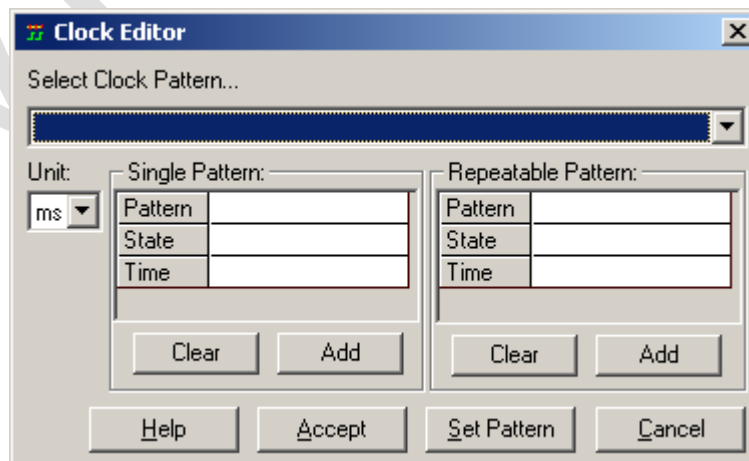 Clock Editor
Select Clock Pattern...
Unit:
ms
Single Pattern:
Pattern
State
Time
Clear Add
Repeatable Pattern:
Pattern
State
Time
Clear Add
Help Accept Set Pattern Cancel